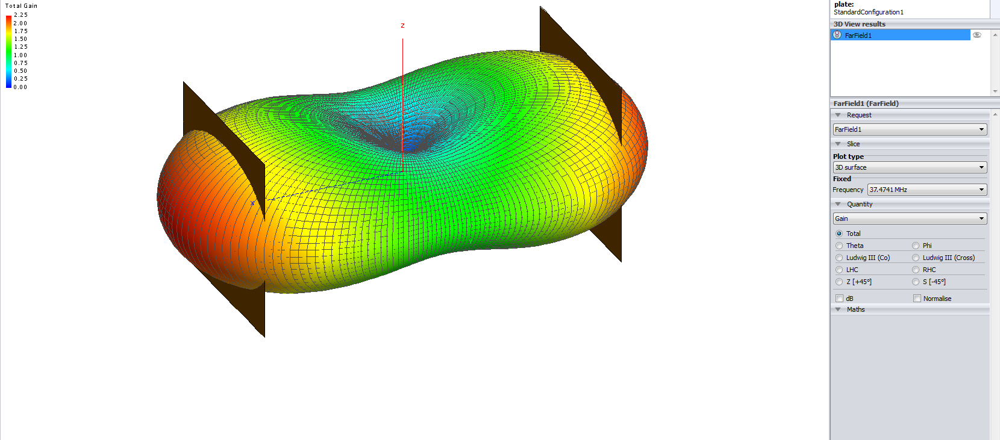 Total Gain
2.25
2.00
1.75
1.50
1.25
1.00
0.75
0.50
0.25
0.00
z
x
y
plate:
StandardConfiguration1
3D View results
FarField1
FarField1 (FarField)
Request
FarField1
Slice
Plot type
3D surface
Fixed
Frequency 37.4741 MHz
Quantity
Gain
Total
Theta Phi
Ludwig III (Co) Ludwig III (Cross)
LHC RHC
Z [+45°] S [-45°]
dB Normalise
Maths